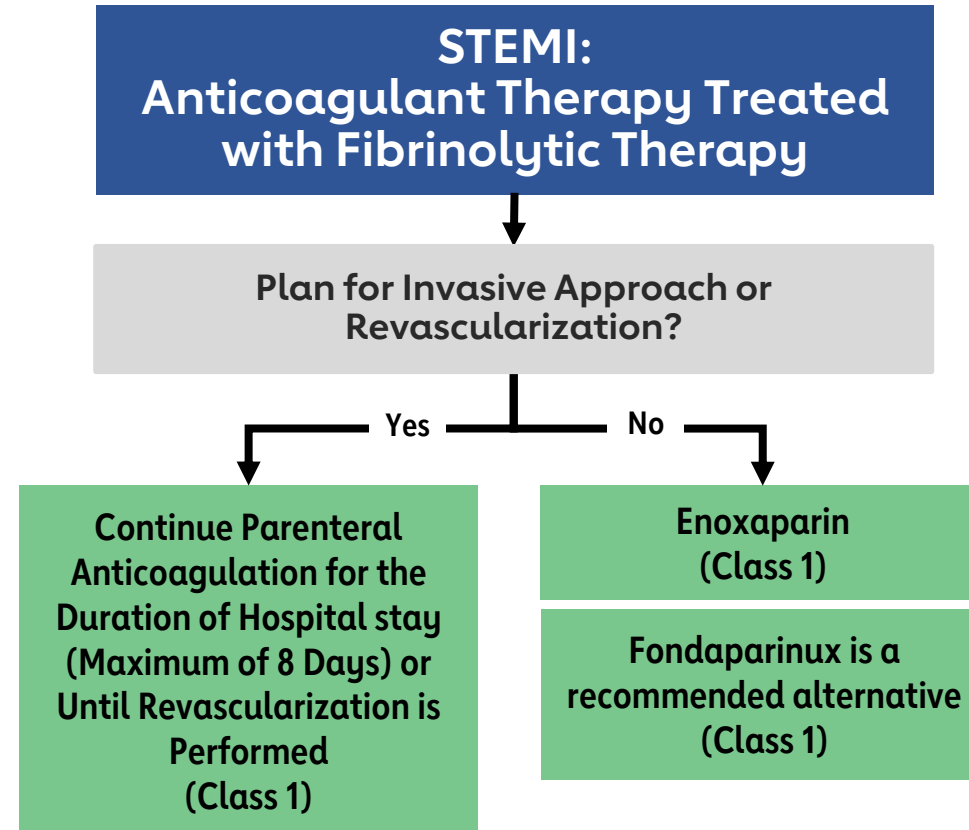 STEMI:
Anticoagulant Therapy Treated
with Fibrinolytic Therapy
Plan for Invasive Approach or
Revascularization?
Yes
No
Continue Parenteral
Anticoagulation for the
Duration of Hospital stay
(Maximum of 8 Days) or
Until Revascularization is
Performed
(Class 1)
Enoxaparin
(Class 1)
Fondaparinux is a
recommended alternative
(Class 1)